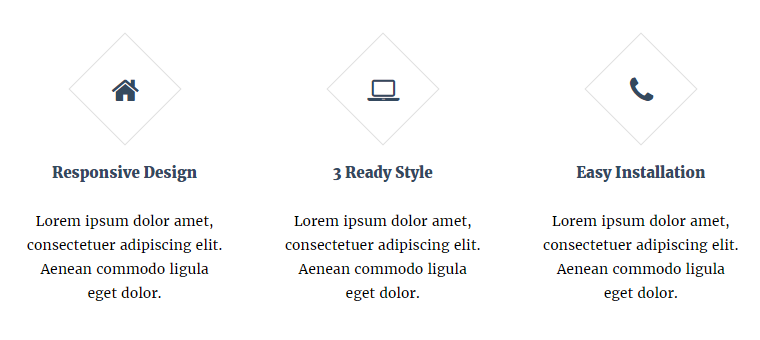 Responsive Design
Lorem ipsum dolor amet,
consectetuer adipiscing elit.
Aenean commodo ligula
eget dolor.
3 Ready Style
Lorem ipsum dolor amet,
consectetuer adipiscing elit.
Aenean commodo ligula
eget dolor.
Easy Installation
Lorem ipsum dolor amet,
consectetuer adipiscing elit.
Aenean commodo ligula
eget dolor.